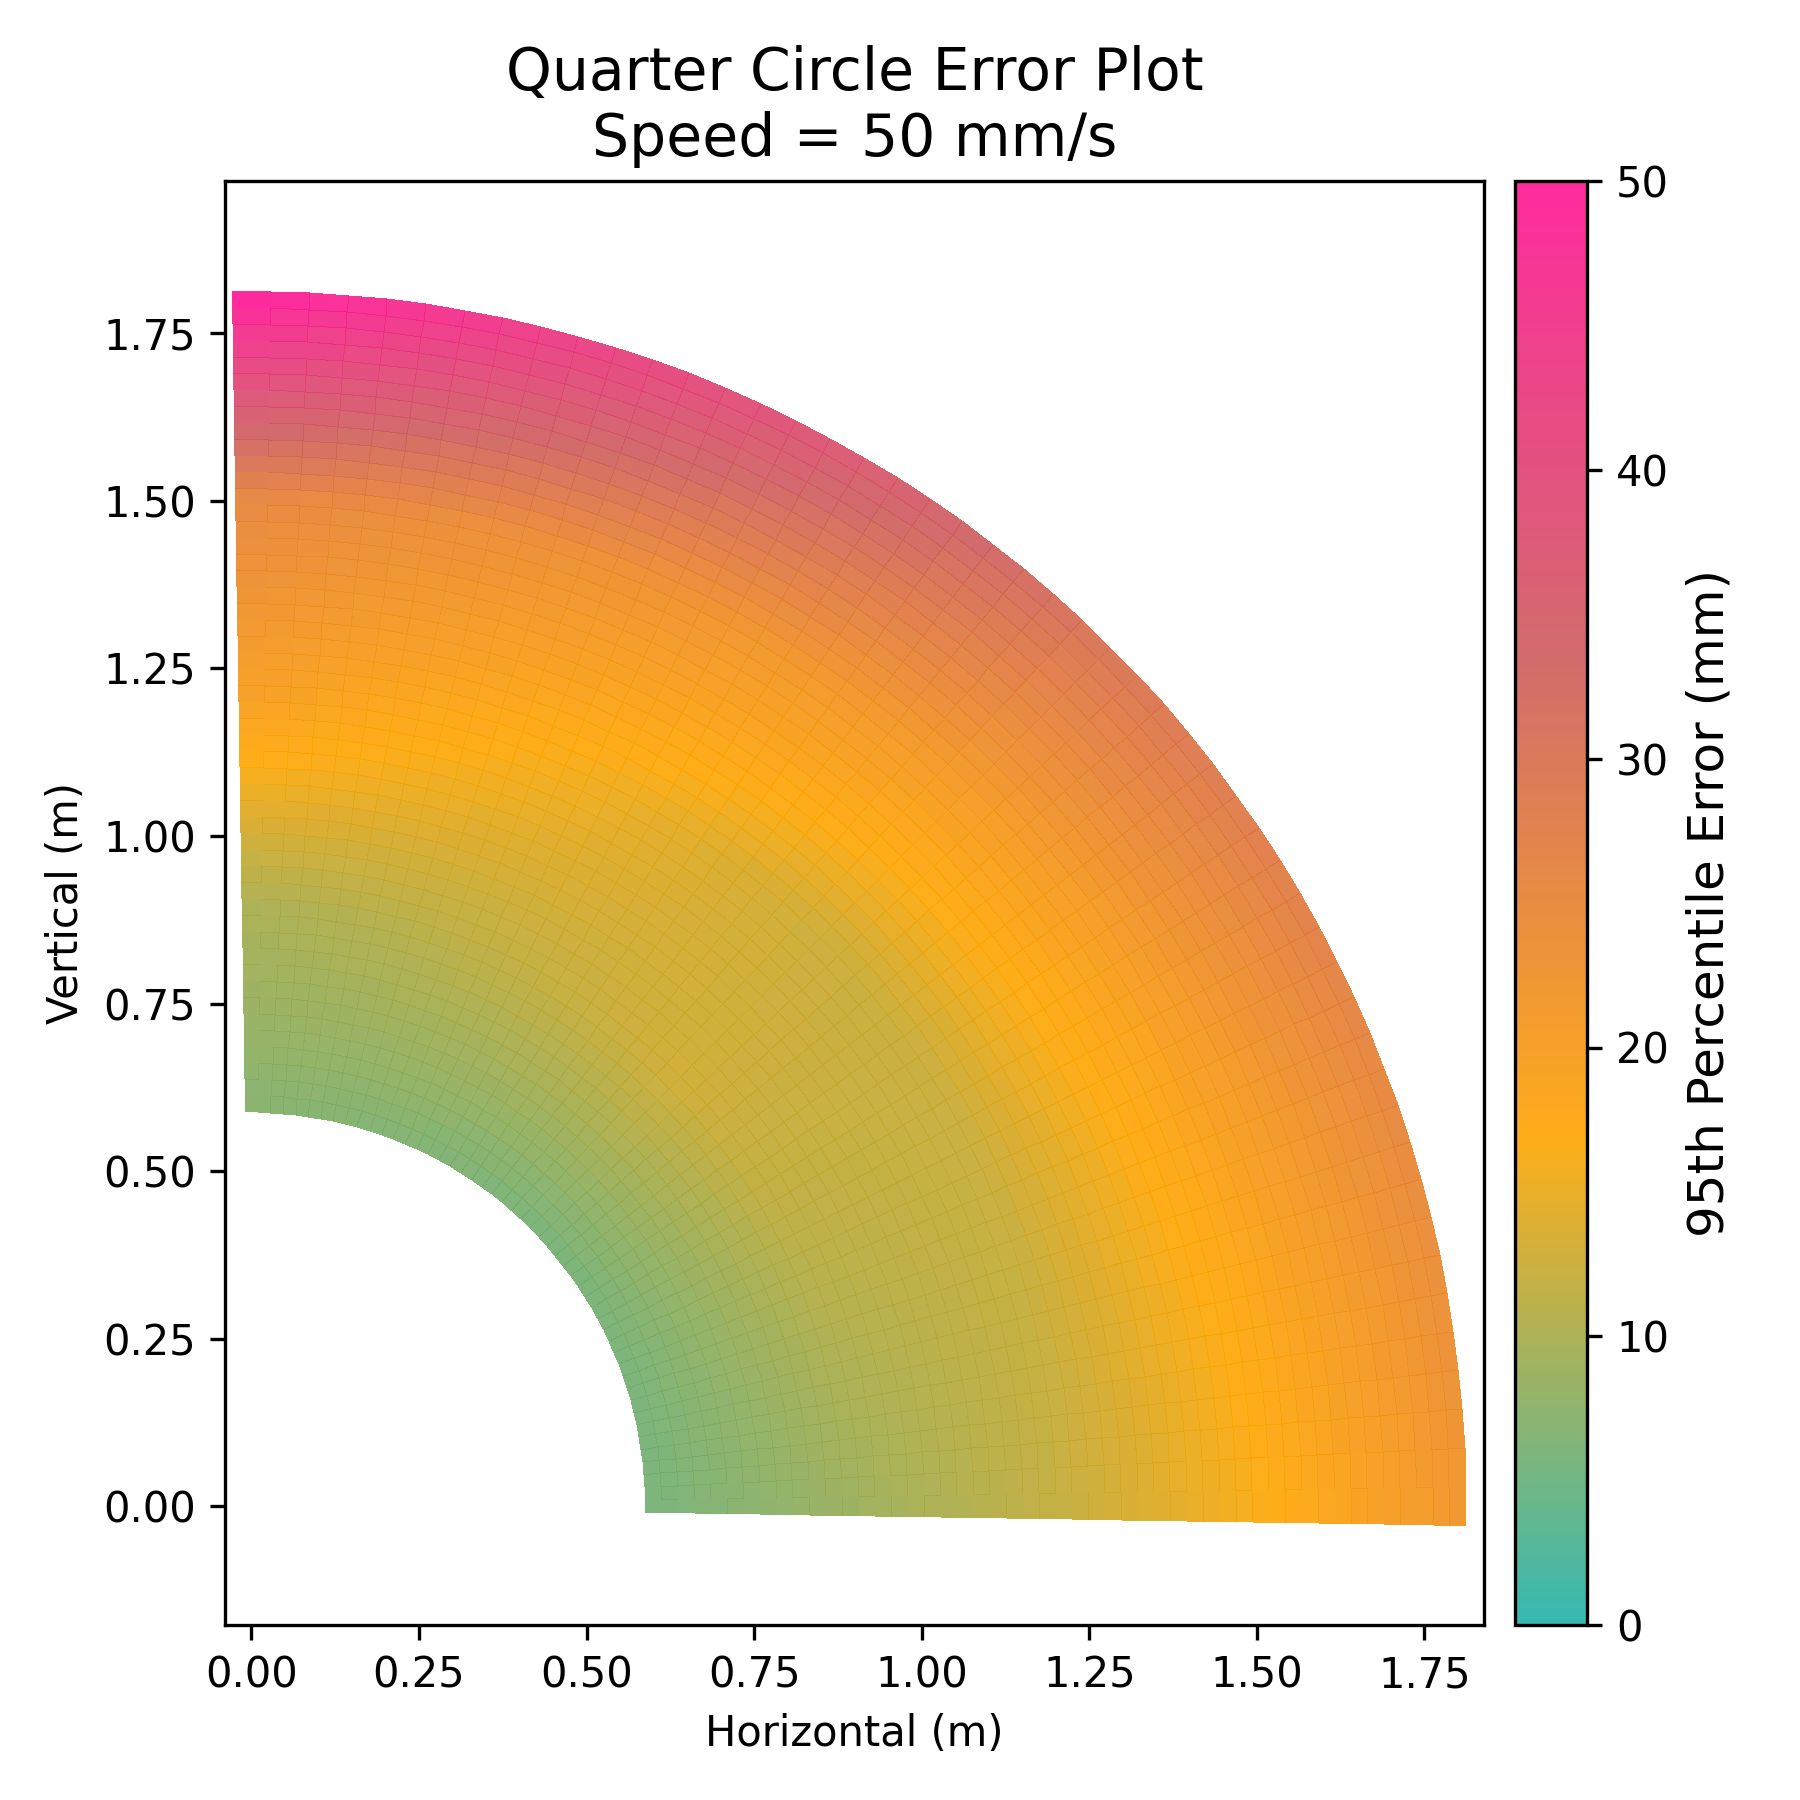 Quarter Circle Error Plot
Speed = 50 mm/s
Vertical (m)
1.75
1.50
1.25
1.00
0.75
0.50
0.25
0.00
0.00 0.25 0.50 0.75 1.00 1.25 1.50 1.75
Horizontal (m)
50
40
30
20
10
0
95th Percentile Error (mm)